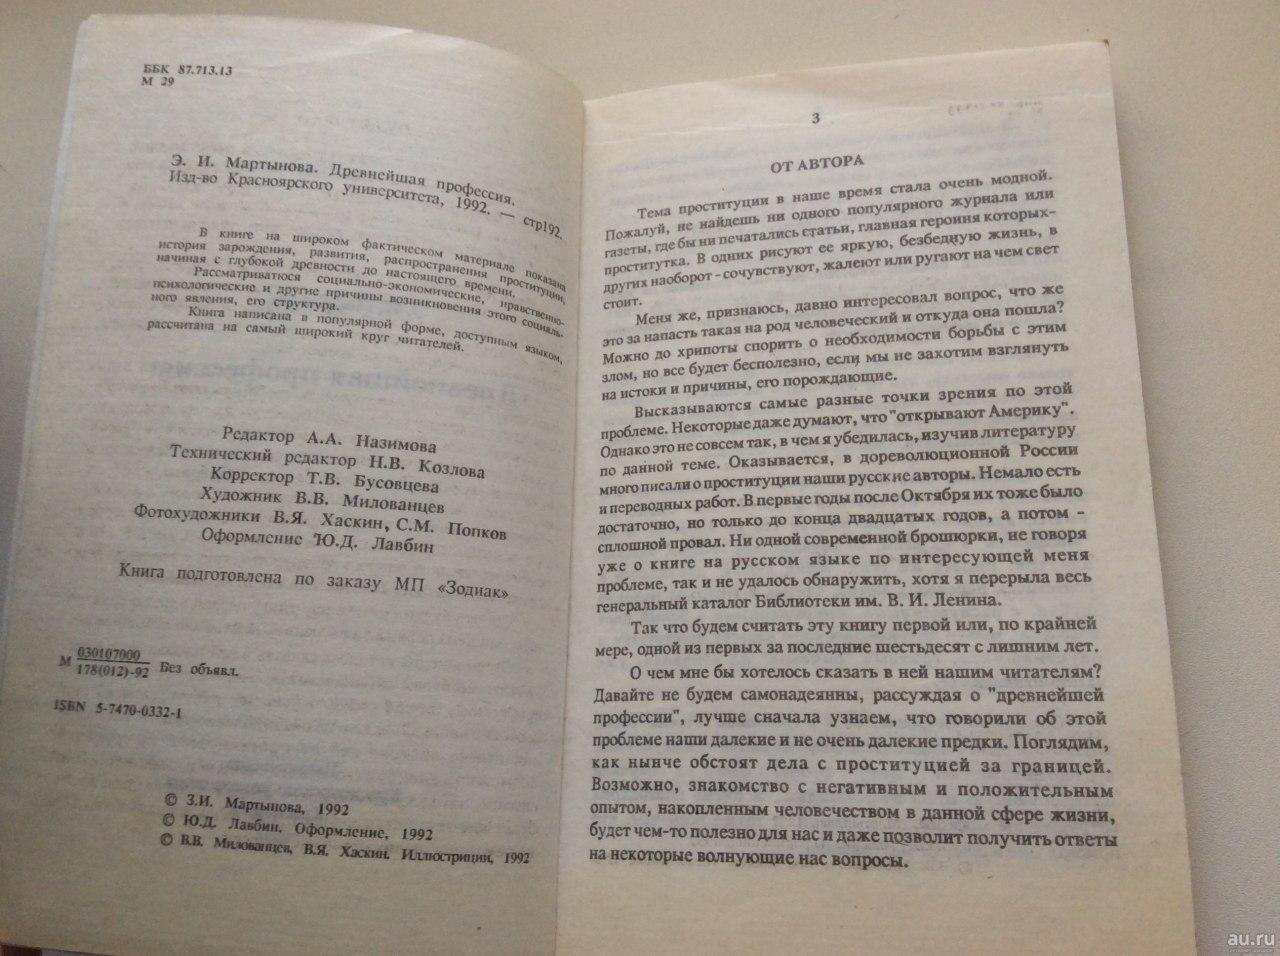 ББК 87.713.13
М 29
Э. И. Мартынова. Древнейшая профессия.
Изд-во Красноярского университета, 1992. — стр192.
В книге на широком фактическом материале показана
история зарождения, развития, распространения проституции,
начиная с глубокой древности до настоящего времени.
Рассматриваются социально-экономические, нравственно-
психологические и другие причины возникновения этого социаль-
ного явления, его структура.
Книга написана в популярной форме, доступным языком,
рассчитана на самый широкий круг читателей.
Редактор А.А. Назимова
Технический редактор Н.В. Козлова
Корректор Т.В. Бусовцева
Художник В.В. Милованцев
Фотохудожники В.Я. Хаскин, С.М. Попков
Оформление Ю.Д. Лавбин
Книга подготовлена по заказу МП «Зодиак»
М 030107000
178(012)-92 Без объявл.
ISBN 5-7470-0332-1
© З.И. Мартынова, 1992
© Ю.Д. Лавбин. Оформление, 1992
© В.В. Милованцев, В.Я. Хаскин. Иллюстрации, 1992
3
ОТ АВТОРА
Тема проституции в наше время стала очень модной.
Пожалуй, не найдешь ни одного популярного журнала или
газеты, где бы ни печатались статьи, главная героиня которых-
проститутка. В одних рисуют ее яркую, безбедную жизнь, в
других наоборот - сочувствуют, жалеют или ругают на чем свет
стоит.
Меня же, признаюсь, давно интересовал вопрос, что же
это за напасть такая на род человеческий и откуда она пошла?
Можно до хрипоты спорить о необходимости борьбы с этим
злом, но все будет бесполезно, если мы не захотим взглянуть
на истоки и причины, его порождающие.
Высказываются самые разные точки зрения по этой
проблеме. Некоторые даже думают, что "открывают Америку".
Однако это не совсем так, в чем я убедилась, изучив литературу
по данной теме. Оказывается, в дореволюционной России
много писали о проституции наши русские авторы. Немало есть
и переводных работ. В первые годы после Октября их тоже было
достаточно, но только до конца двадцатых годов, а потом -
сплошной провал. Ни одной современной брошюрки, не говоря
уже о книге на русском языке по интересующей меня
проблеме, так и не удалось обнаружить, хотя я перерыла весь
генеральный каталог Библиотеки им. В. И. Ленина.
Так что будем считать эту книгу первой или, по крайней
мере, одной из первых за последние шестьдесят с лишним лет.
О чем мне бы хотелось сказать в ней нашим читателям?
Давайте не будем самонадеянны, рассуждая о "древнейшей
профессии", лучше сначала узнаем, что говорили об этой
проблеме наши далекие и не очень далекие предки. Поглядим,
как нынче обстоят дела с проституцией за границей.
Возможно, знакомство с негативным и положительным
опытом, накопленным человечеством в данной сфере жизни,
будет чем-то полезно для нас и даже позволит получить ответы
на некоторые волнующие нас вопросы.
au.ru